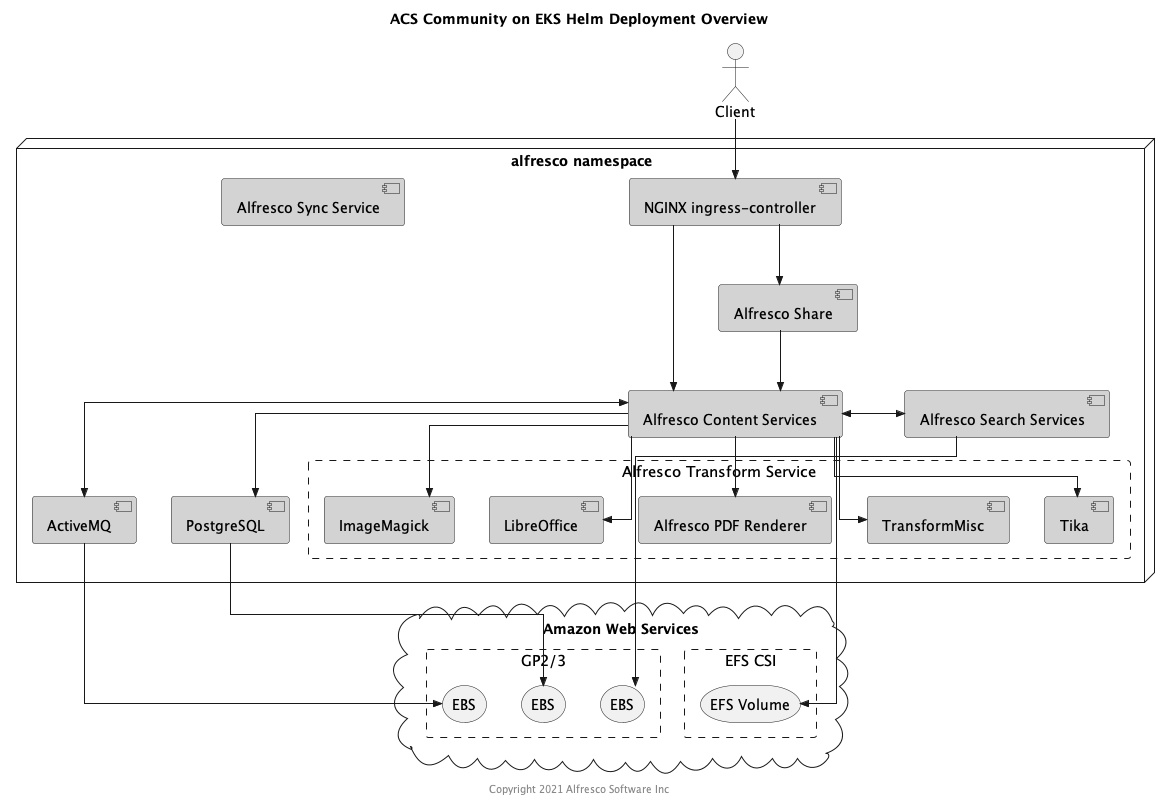 ACS Community on EKS Helm Deployment Overview
Client
alfresco namespace
Alfresco Sync Service
NGINX ingress-controller
Alfresco Share
Alfresco Content Services
Alfresco Search Services
Alfresco Transform Service
ActiveMQ
PostgreSQL
ImageMagick
LibreOffice
Alfresco PDF Renderer
TransformMisc
Tika
Amazon Web Services
GP2/3
EFS CSI
EBS
EBS
EBS
EFS Volume
Copyright 2021 Alfresco Software Inc